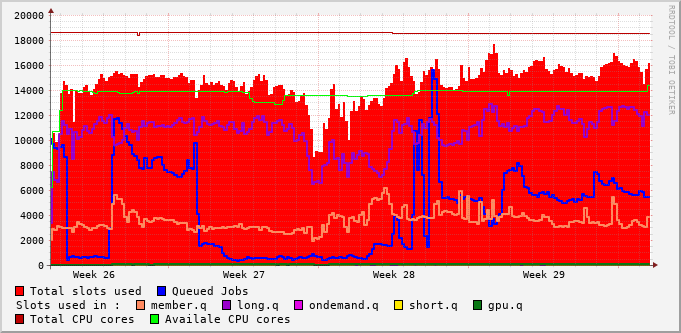 20000
18000
16000
14000
12000
10000
8000
6000
4000
2000
0
Week 26 Week 27 Week 28 Week 29
Total slots used Queued Jobs
Slots used in : member.q long.q ondemand.q short.q gpu.q
Total CPU cores Availale CPU cores
RRDTOOL / TOBI OETIKER